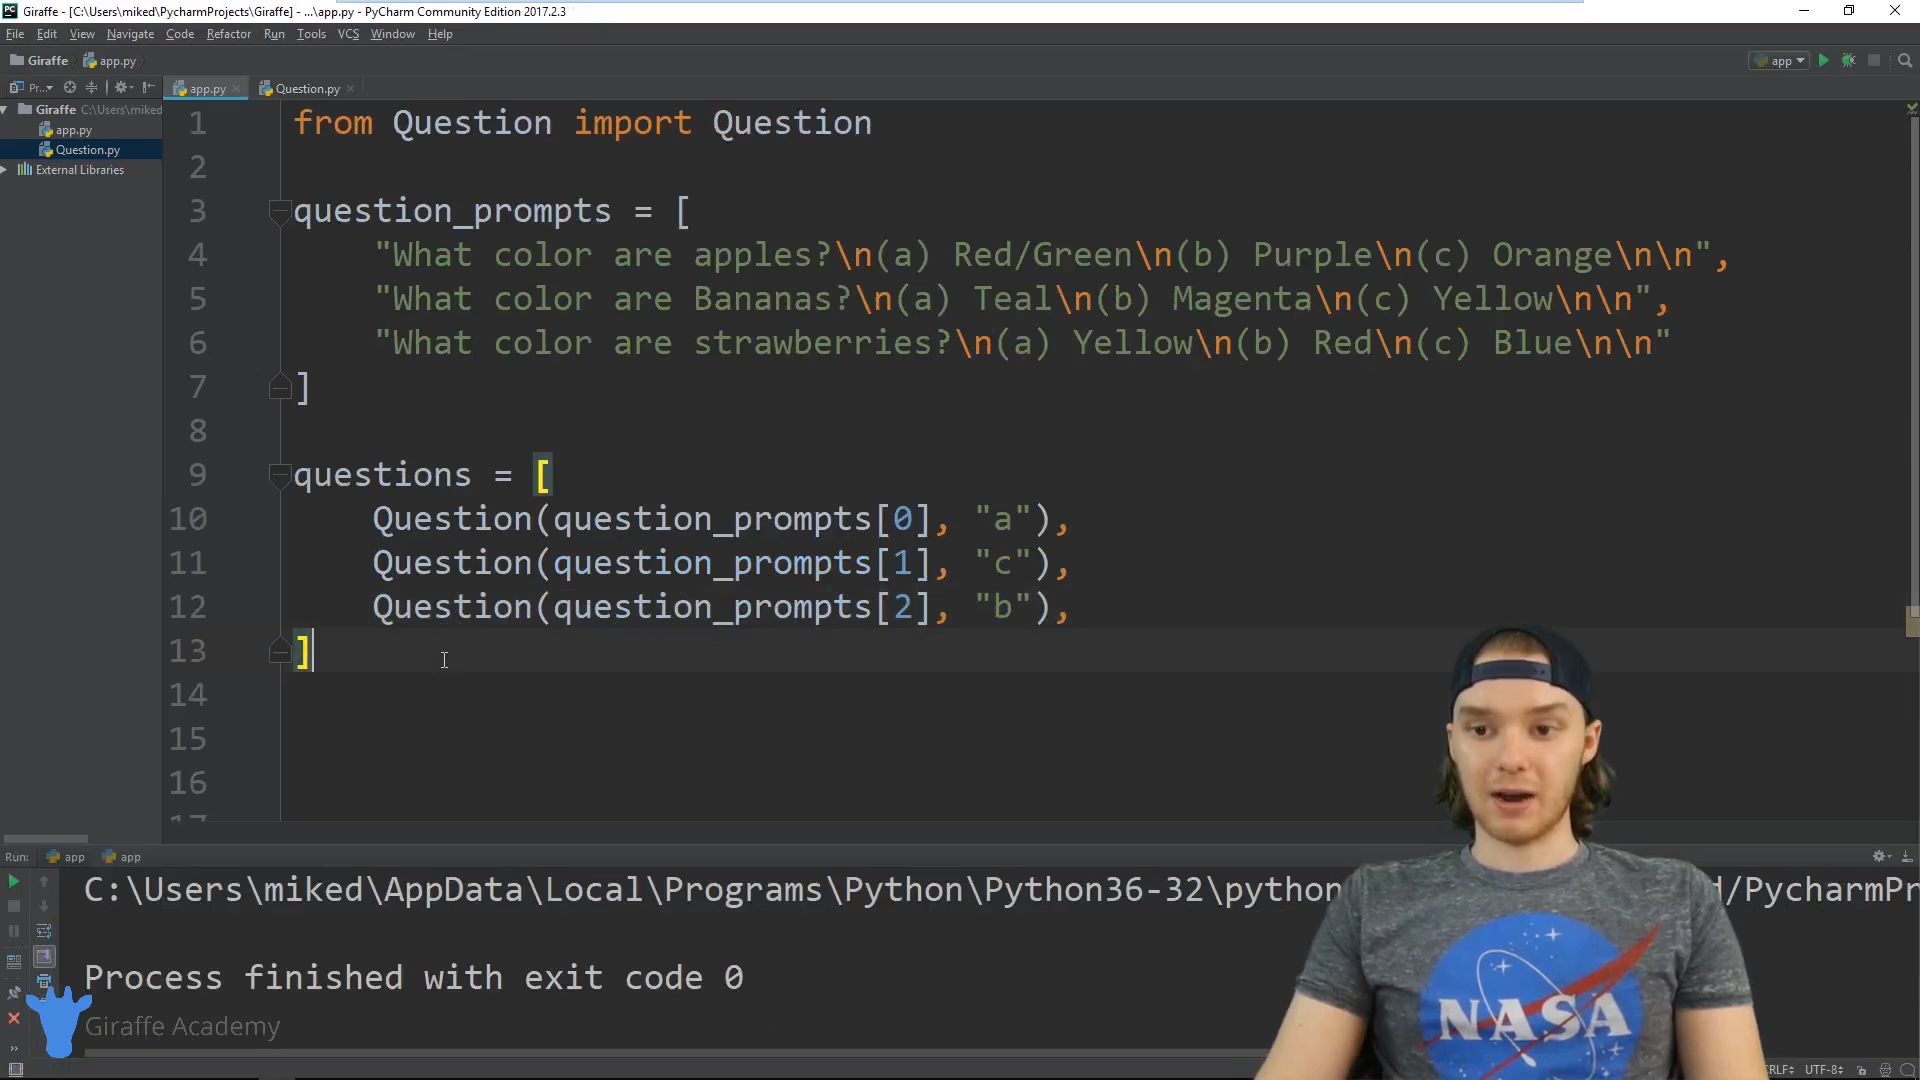 Giraffe - [C:\Users\miked\PycharmProjects\Giraffe] - ...\app.py - PyCharm Community Edition 2017.2.3
File Edit View Navigate Code Refactor Run Tools VCS Window Help
Giraffe app.py app
Pr... app.py Question.py
Giraffe C:\Users\miked
app.py
Question.py
External Libraries
1 from Question import Question
2
3 question_prompts = [
4 "What color are apples?\n(a) Red/Green\n(b) Purple\n(c) Orange\n\n",
5 "What color are Bananas?\n(a) Teal\n(b) Magenta\n(c) Yellow\n\n",
6 "What color are strawberries?\n(a) Yellow\n(b) Red\n(c) Blue\n\n"
7 ]
8
9 questions = [
10 Question(question_prompts[0], "a"),
11 Question(question_prompts[1], "c"),
12 Question(question_prompts[2], "b"),
13 ]
14
15
16
Run: app app
C:\Users\miked\AppData\Local\Programs\Python\Python36-32\python d/PycharmPr
Process finished with exit code 0
Giraffe Academy
NASA
CRLF UTF-8